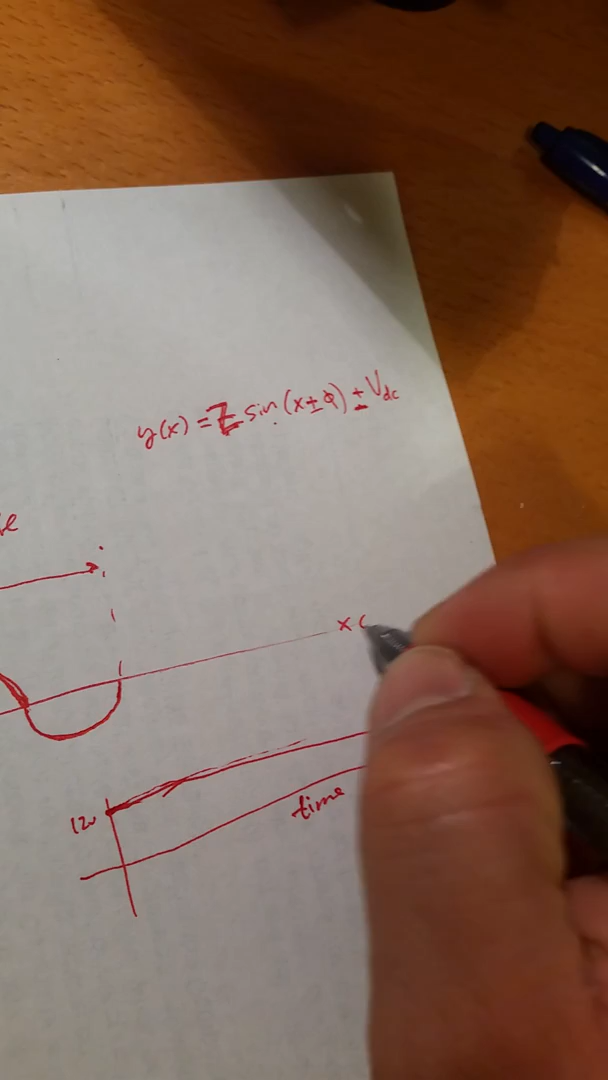 y(x) = Z sin (x ± φ) ± Vdc
x (
12v
time